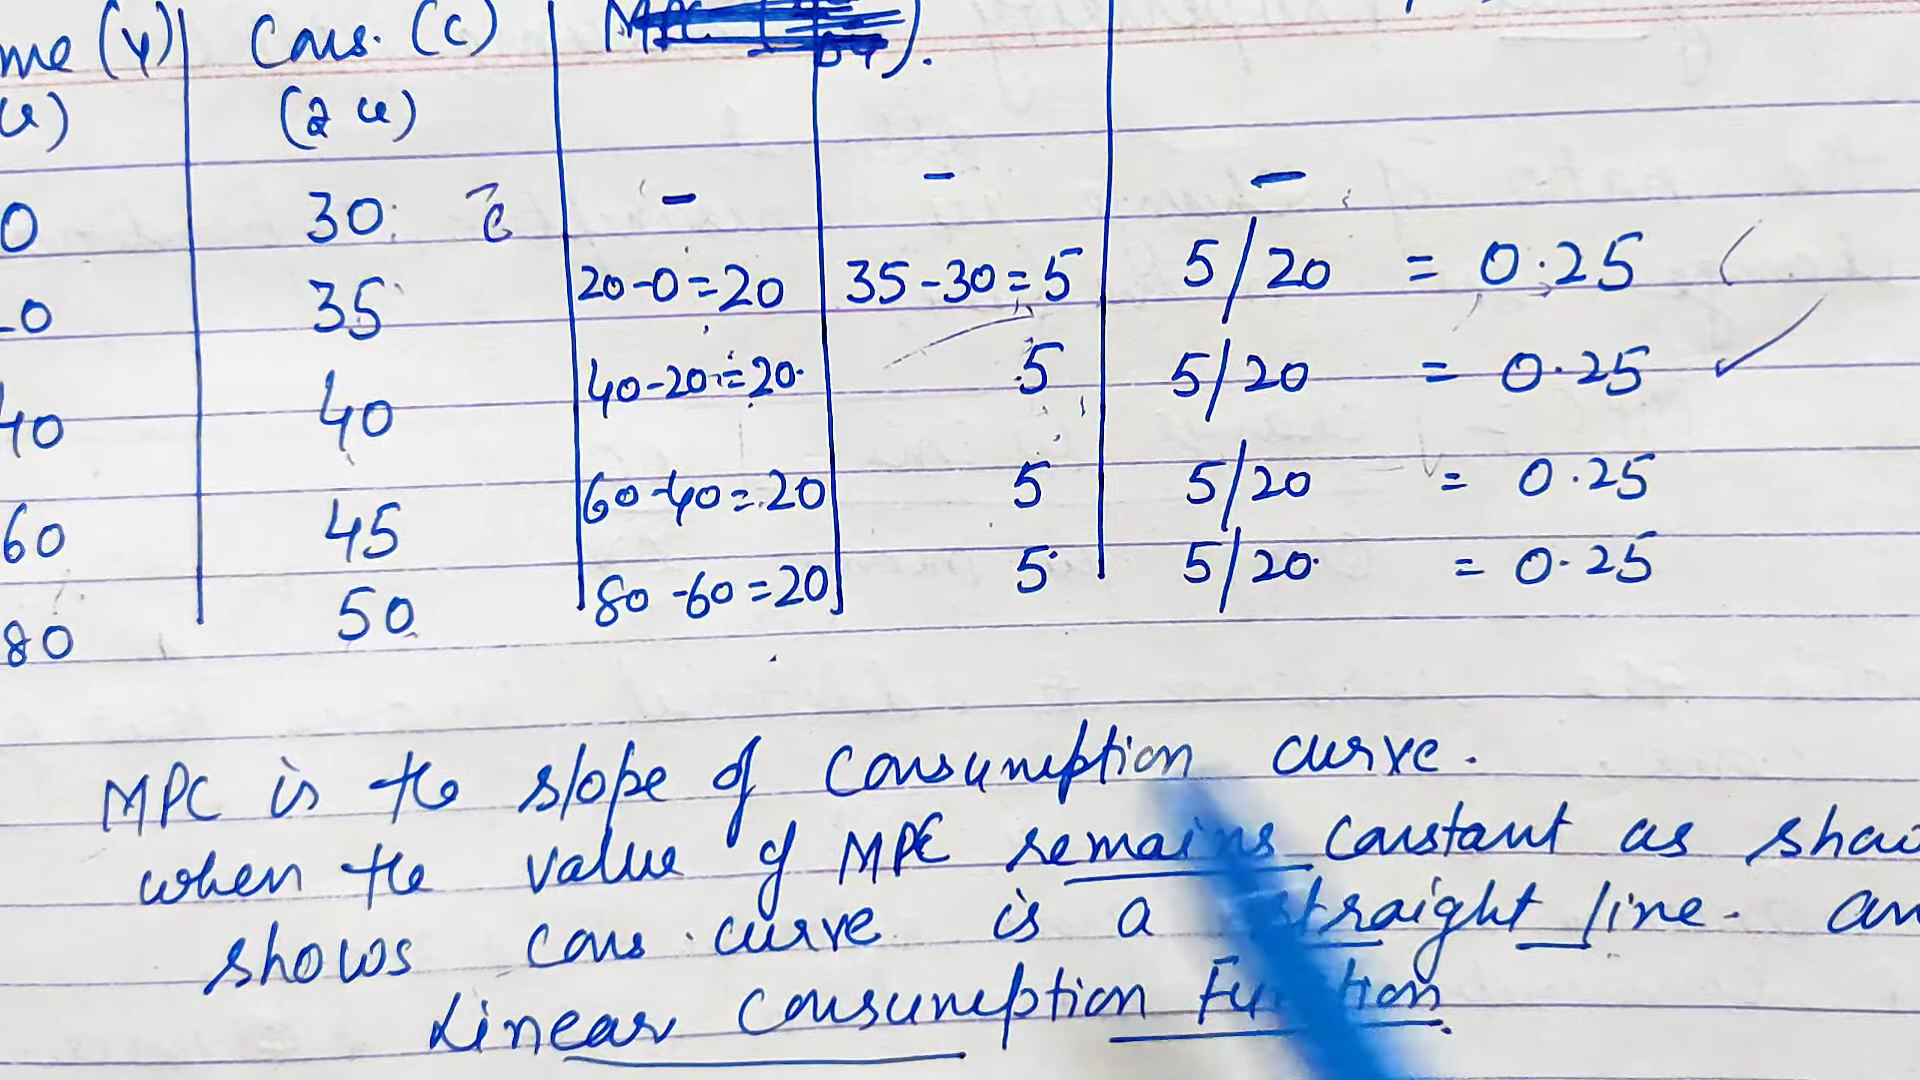 me (Y) Cons. (C) MPC
(2 u)
0 30 c̄ - - -
35 20-0=20 35-30=5 5/20 = 0.25
40 40 40-20=20 5 5/20 = 0.25
60 45 60-40=20 5 5/20 = 0.25
80 50 80-60=20 5 5/20 = 0.25
MPC is the slope of consumption curve.
when the value of MPC remains constant as
shows cons. curve is a straight line.
Linear Consumption Function.